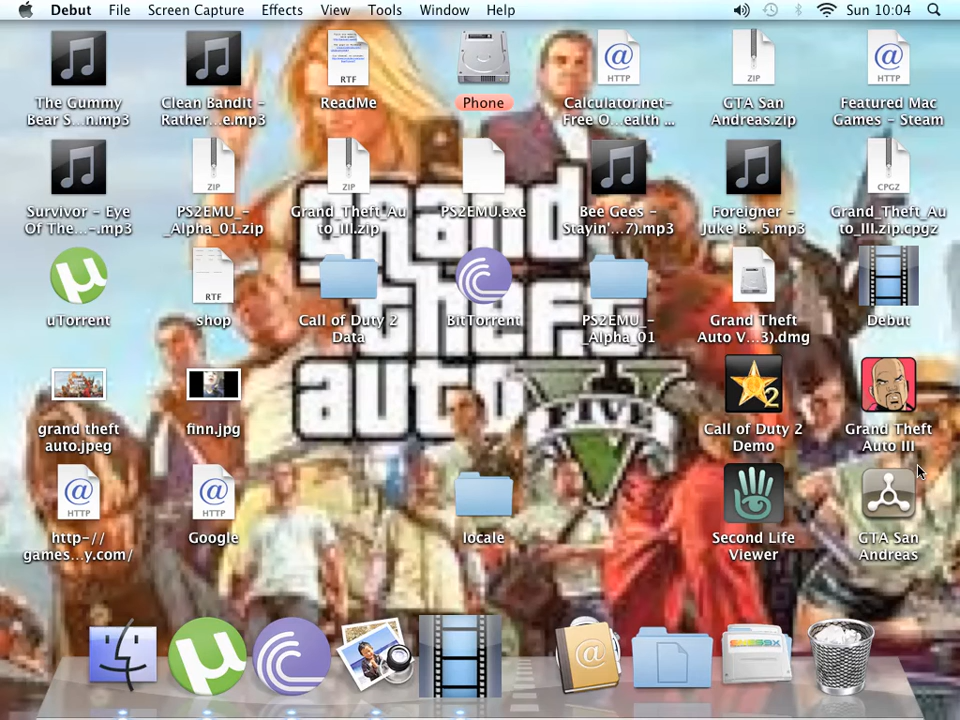 Debut File Screen Capture Effects View Tools Window Help Sun 10:04
The Gummy
Bear S...n.mp3
Clean Bandit -
Rather...e.mp3
RTF
ReadMe
Phone
HTTP
Calculator.net-
Free O...ealth ...
ZIP
GTA San
Andreas.zip
HTTP
Featured Mac
Games - Steam
Survivor - Eye
Of The...-.mp3
ZIP
PS2EMU_-
_Alpha_01.zip
ZIP
Grand_Theft_Au
to_III.zip
PS2EMU.exe
Bee Gees -
Stayin'...7).mp3
Foreigner -
Juke B...5.mp3
CPGZ
Grand_Theft_Au
to_III.zip.cpgz
uTorrent
RTF
shop
Call of Duty 2
Data
BitTorrent
PS2EMU_-
_Alpha_01
Grand Theft
Auto V...3).dmg
Debut
grand theft
auto.jpeg
finn.jpg
2
Call of Duty 2
Demo
Grand Theft
Auto III
HTTP
http-//
games...y.com/
HTTP
Google
locale
Second Life
Viewer
GTA San
Andreas
grand
theft
auto
V
FIVE